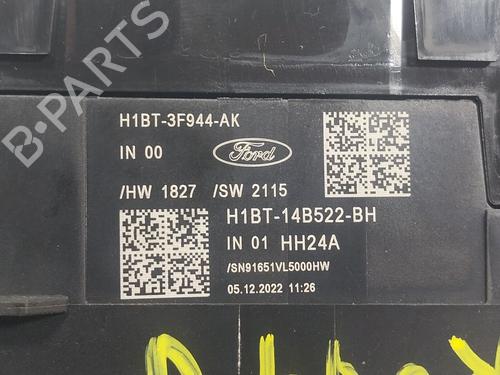 H1BT-3F944-AK
IN 00
Ford
/HW 1827 /SW 2115
H1BT-14B522-BH
IN 01 HH24A
/SN91651VL5000HW
05.12.2022 11:26